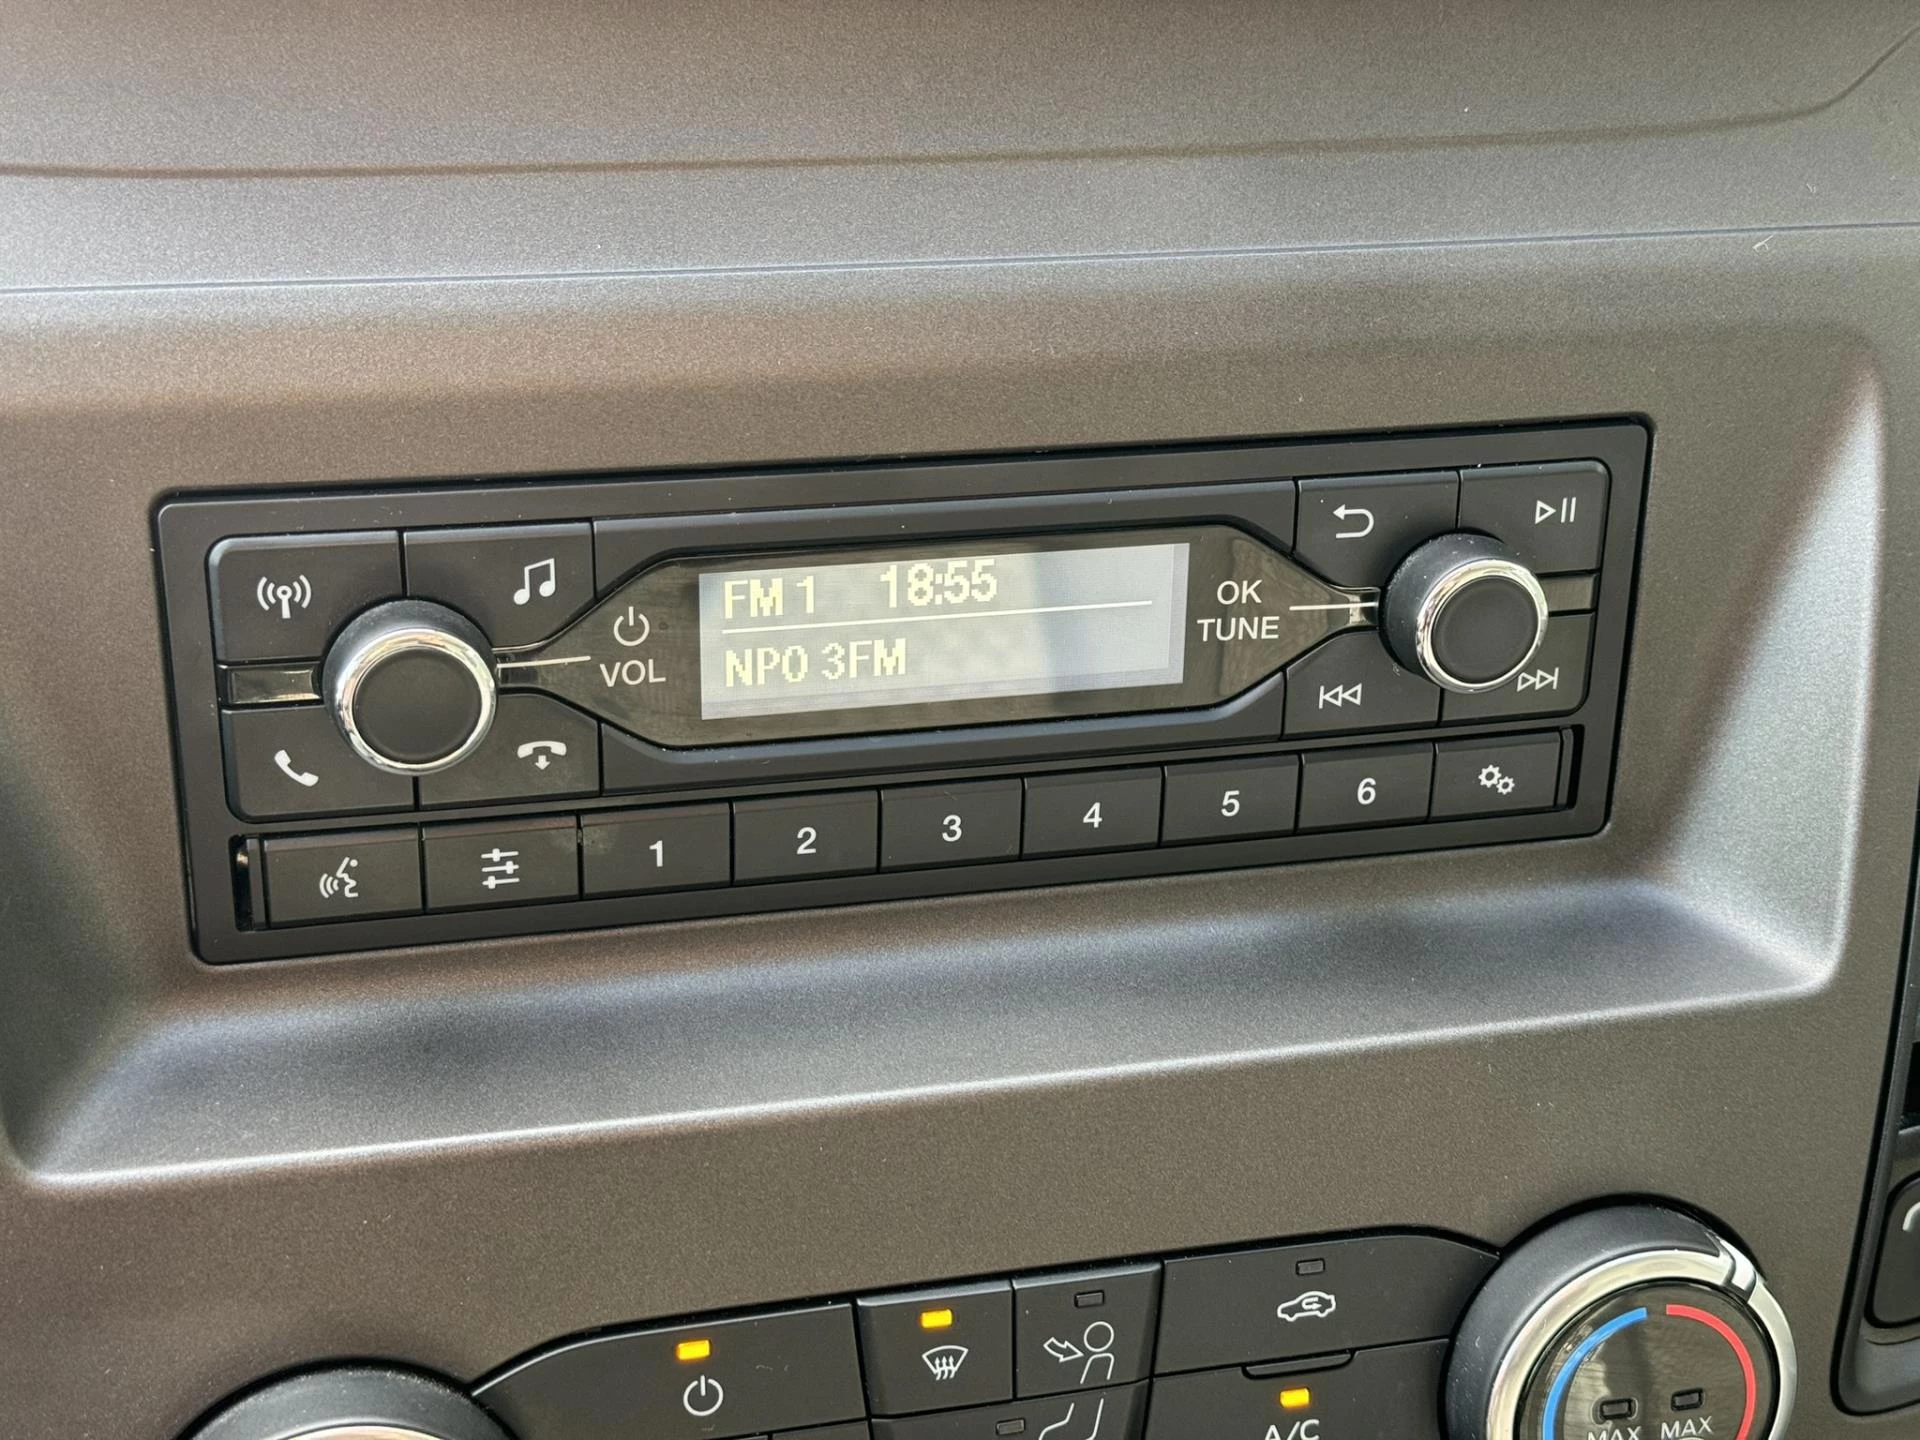 FM 1 18:55
NPO 3FM
VOL
OK
TUNE
1 2 3 4 5 6
A/C
MAX MAX